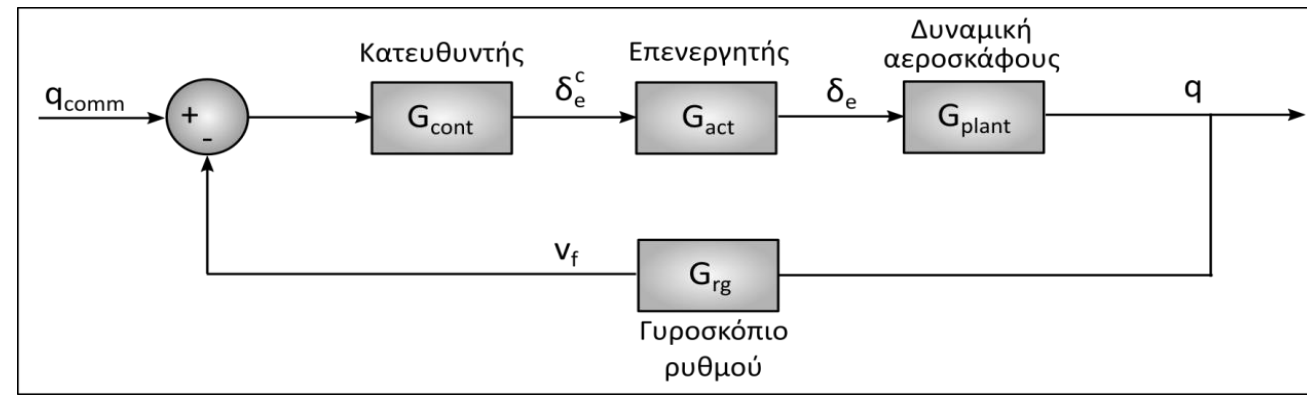 Κατευθυντής
Επενεργητής
Δυναμική
αεροσκάφους
q_comm
+
-
G_cont
δ_e^c
G_act
δ_e
G_plant
q
v_f
G_rg
Γυροσκόπιο
ρυθμού